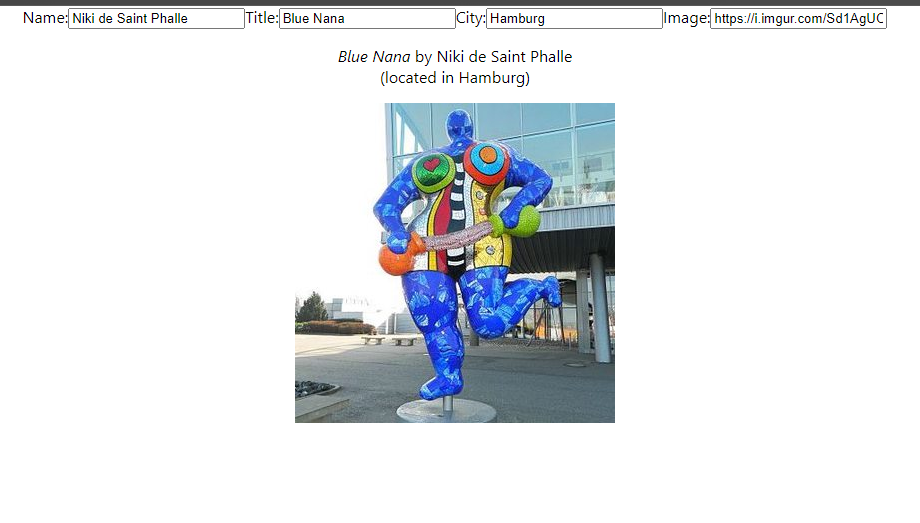 Name: Niki de Saint Phalle Title: Blue Nana City: Hamburg Image: https://i.imgur.com/Sd1AgUC
Blue Nana by Niki de Saint Phalle
(located in Hamburg)